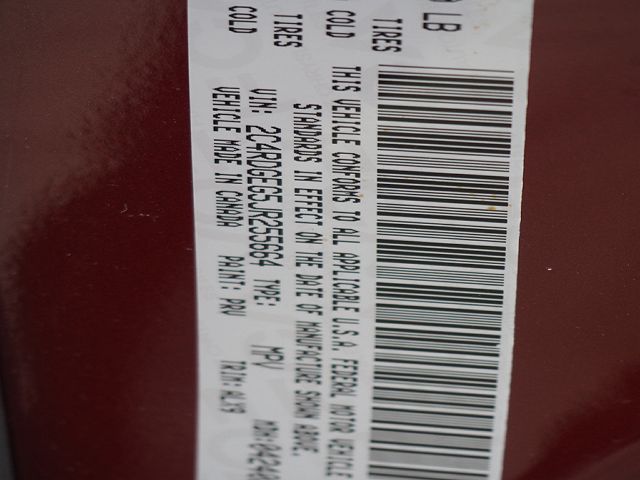 LB
TIRES COLD
TIRES COLD
THIS VEHICLE CONFORMS TO ALL APPLICABLE U.S.A. FEDERAL MOTOR VEHICLE
STANDARDS IN EFFECT ON THE DATE OF MANUFACTURE SHOWN ABOVE.
VIN: 2C4RDGEG5JR255664 TYPE: MPV
VEHICLE MADE IN CANADA PAINT: PRV TRIM: